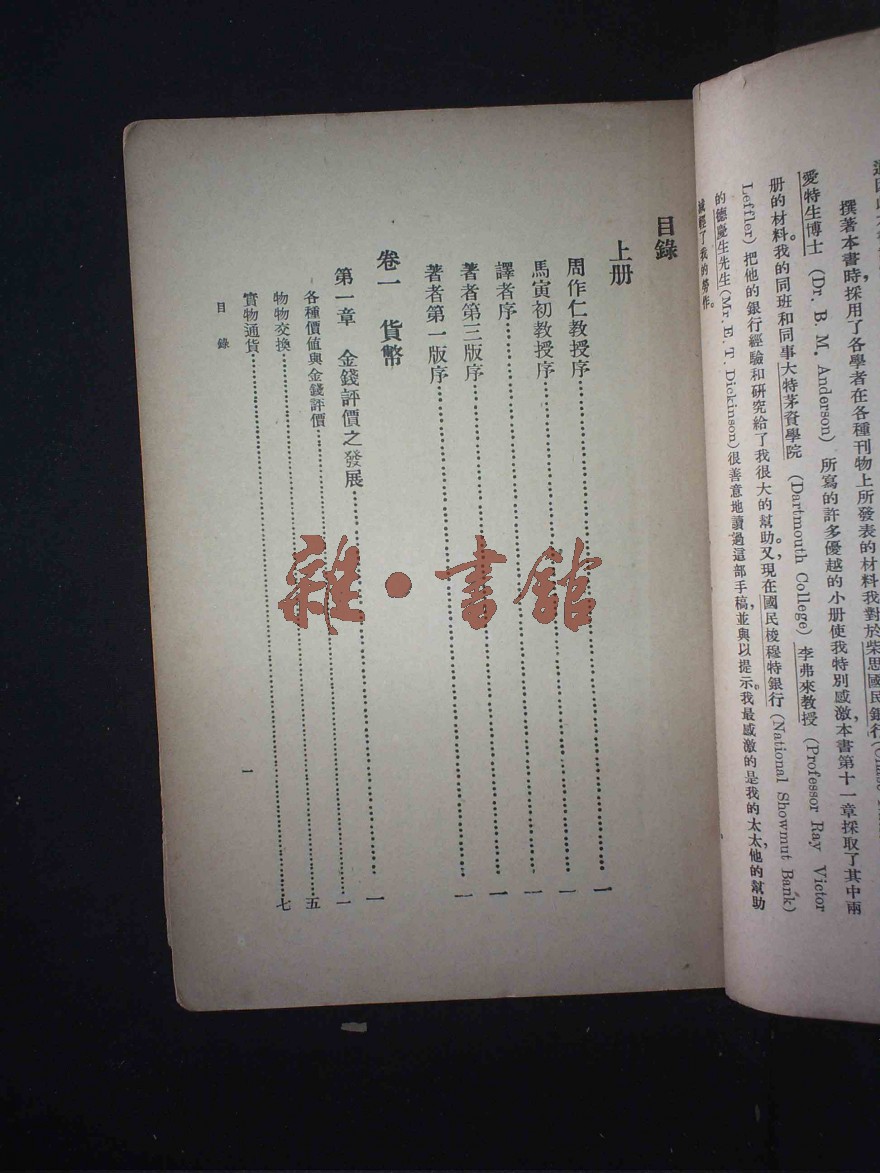 撰著本書時,採用了各學者在各種刊物上所發表的材料我對於柴思國民銀行
愛特生博士 (Dr. B. M. Anderson) 所寫的許多優越的小册使我特別感激,本書第十一章採取了其中兩
册的材料。我的同班和同事大特茅資學院 (Dartmouth College) 李弗來教授 (Professor Ray Victor
Leffler) 把他的銀行經驗和研究給了我很大的幫助。又,現在國民梭穆特銀行 (National Showmut Bank)
的德慶生先生 (Mr. E. T. Dickinson) 很善意地讀過這部手稿,並與以提示。我最感激的是我的太太,他的幫助
減輕了我的勞作。
目錄
上册
周作仁教授序……一
馬寅初教授序……一
譯者序……一
著者第三版序……一
著者第一版序……一
卷一 貨幣
第一章 金錢評價之發展……一
各種價值與金錢評價……一
物物交換……五
實物通貨……七
目錄
一
雜·書館